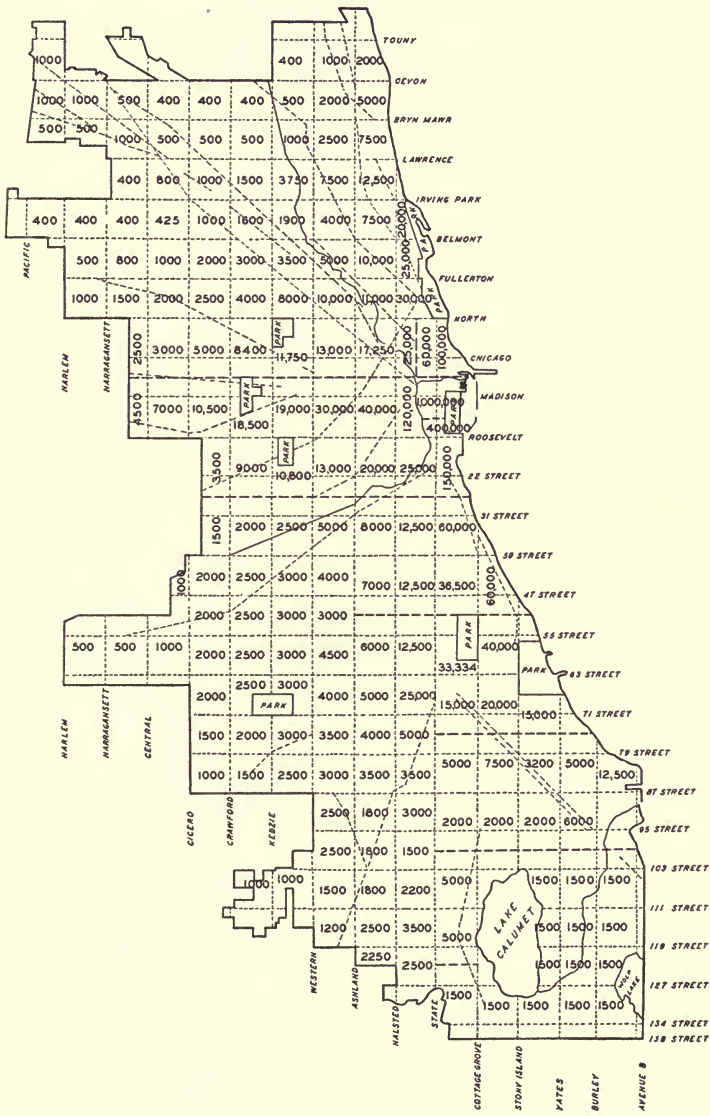 TOUHY
1000 400 1000 2000
DEVON
1000 1000 500 400 400 400 500 2000 5000
BRYN MAWR
500 500 1000 500 500 500 1000 2500 7500
LAWRENCE
400 800 1000 1500 3750 7500 12,500
IRVING PARK
400 400 400 425 1000 1600 1900 4000 7500 20,000 PARK
PACIFIC
BELMONT
500 800 1000 2000 3000 3500 5000 10,000 25,000
FULLERTON
1000 1500 2000 2500 4000 8000 10,000 11,000 30,000 PARK
NORTH
HARLEM
NARRAGANSETT
2500 3000 5000 8400 PARK 11,750 13,000 17,250 25,000 60,000 100,000
CHICAGO
MADISON
4500 7000 10,500 PARK 18,500 19,000 30,000 40,000 120,000 1000,000 PARK
400,000
ROOSEVELT
3500 9000 PARK 10,800 13,000 20,000 25,000 150,000
22 STREET
31 STREET
1500 2000 2500 5000 8000 12,500 60,000
39 STREET
1000 2000 2500 3000 4000 7000 12,500 36,500 60,000
47 STREET
2000 2500 3000 3000
PARK
55 STREET
500 500 1000 2000 2500 3000 4500 6000 12,500 40,000
33,334 PARK
63 STREET
2000 2500 3000 4000 5000 25,000 15,000 20,000
PARK
15,000
71 STREET
HARLEM
NARRAGANSETT
CENTRAL
1500 2000 3000 3500 4000 5000
79 STREET
5000 7500 3200 5000
1000 1500 2500 3000 3500 3500 12,500
87 STREET
CICERO
CRAWFORD
KEDZIE
2500 1800 3000 2000 2000 2000 6000
95 STREET
2500 1800 1500
103 STREET
1000 1000 1500 1800 2200 5000 1500 1500 1500
111 STREET
LAKE
CALUMET
1200 2500 3500 5000 1500 1500 1500
119 STREET
2250 2500 1500 1500 1500
WOLF
LAKE
127 STREET
1500 1500 1500 1500
134 STREET
138 STREET
WESTERN
ASHLAND
HALSTED
STATE
COTTAGE GROVE
STONY ISLAND
YATES
BURLEY
AVENUE B